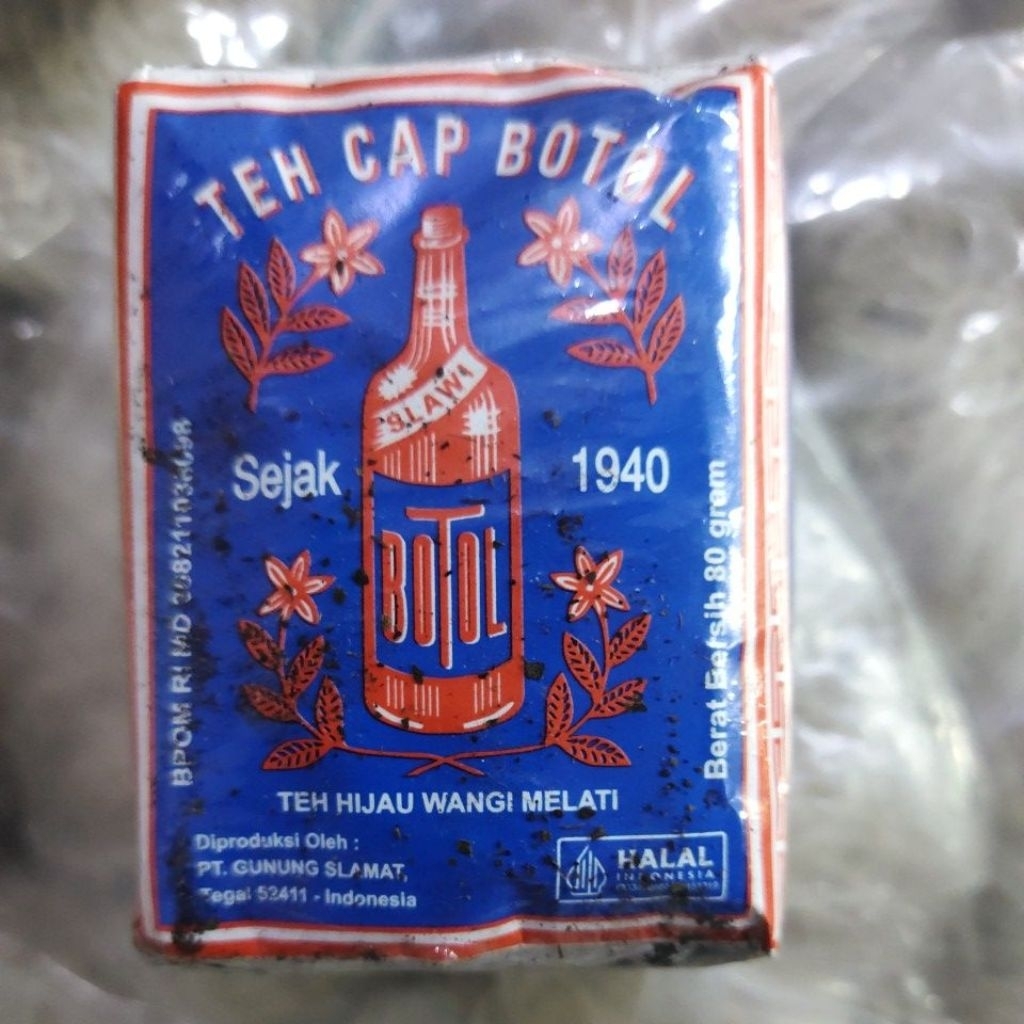 TEH CAP BOTOL
SLAWI
Sejak 1940
BOTOL
BPOM RI MD
Berat Bersih 80 gram
TEH HIJAU WANGI MELATI
Diproduksi Oleh :
PT. GUNUNG SLAMAT,
Tegal 52411 - Indonesia
HALAL
INDONESIA